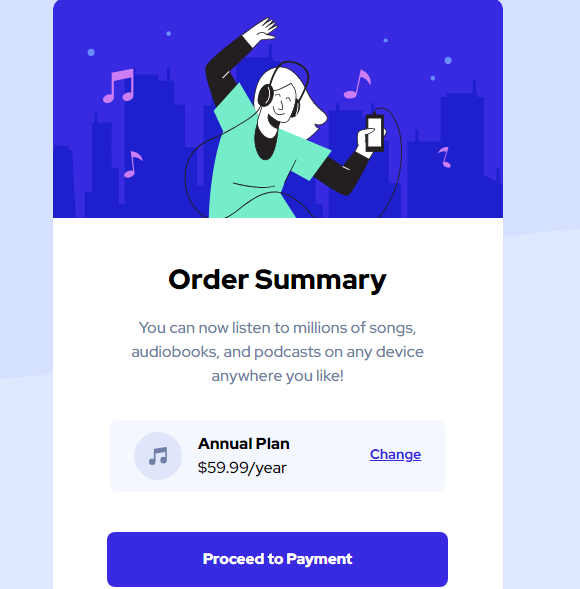 Order Summary
You can now listen to millions of songs,
audiobooks, and podcasts on any device
anywhere you like!
Annual Plan
$59.99/year
Change
Proceed to Payment